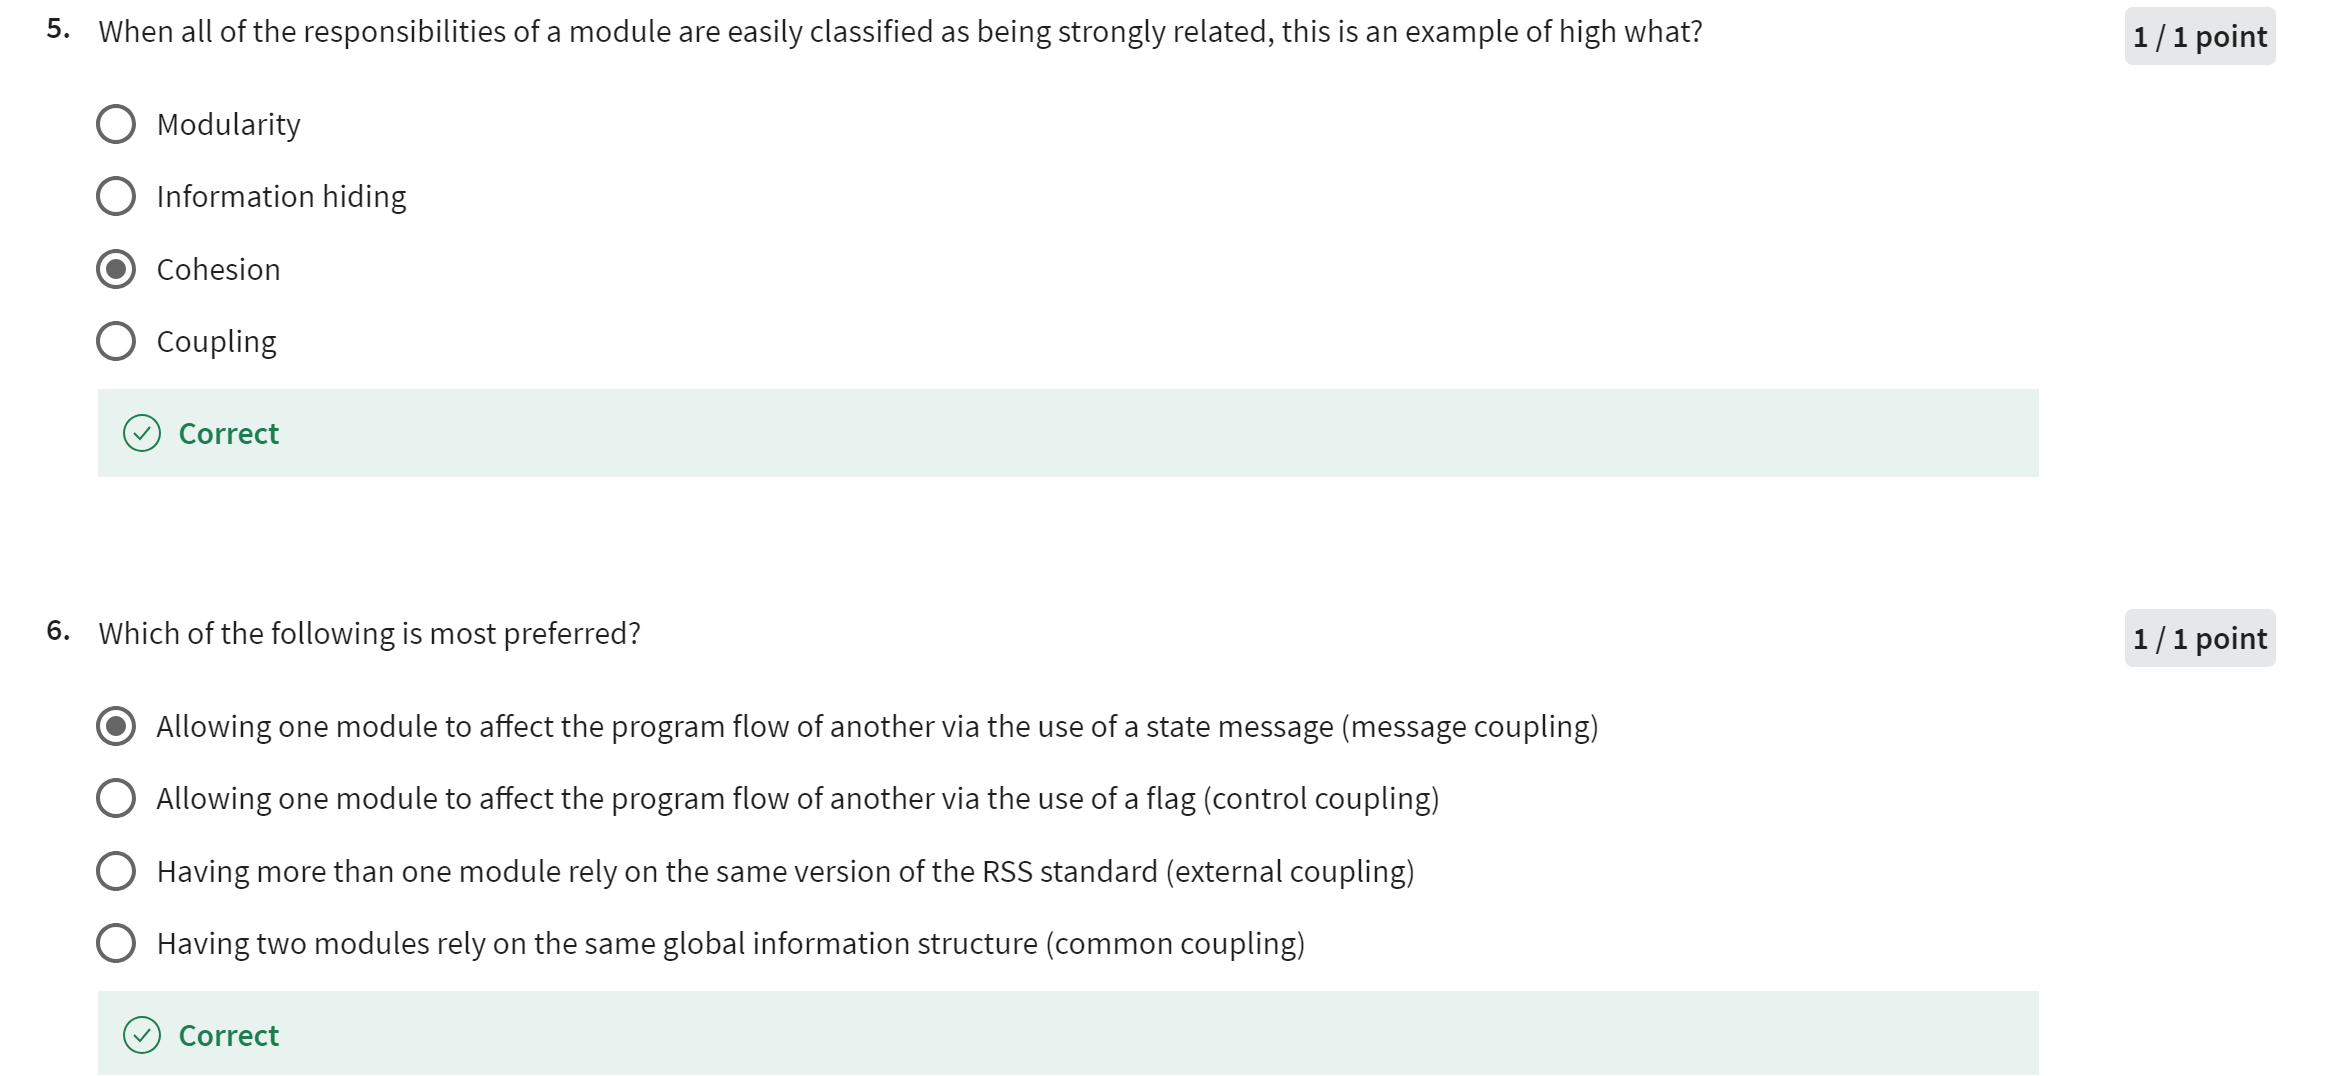 5. When all of the responsibilities of a module are easily classified as being strongly related, this is an example of high what?
1 / 1 point
Modularity
Information hiding
Cohesion
Coupling
Correct
6. Which of the following is most preferred?
1 / 1 point
Allowing one module to affect the program flow of another via the use of a state message (message coupling)
Allowing one module to affect the program flow of another via the use of a flag (control coupling)
Having more than one module rely on the same version of the RSS standard (external coupling)
Having two modules rely on the same global information structure (common coupling)
Correct